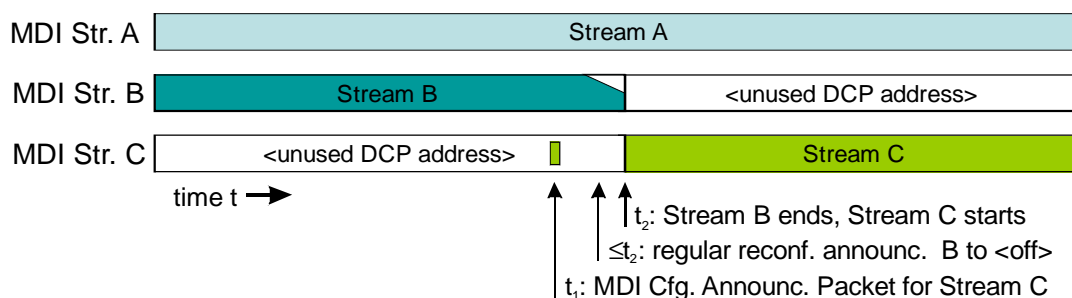 MDI Str. A Stream A
MDI Str. B Stream B <unused DCP address>
MDI Str. C <unused DCP address> Stream C
time t
t₂: Stream B ends, Stream C starts
≤t₂: regular reconf. announc. B to <off>
t₁: MDI Cfg. Announc. Packet for Stream C